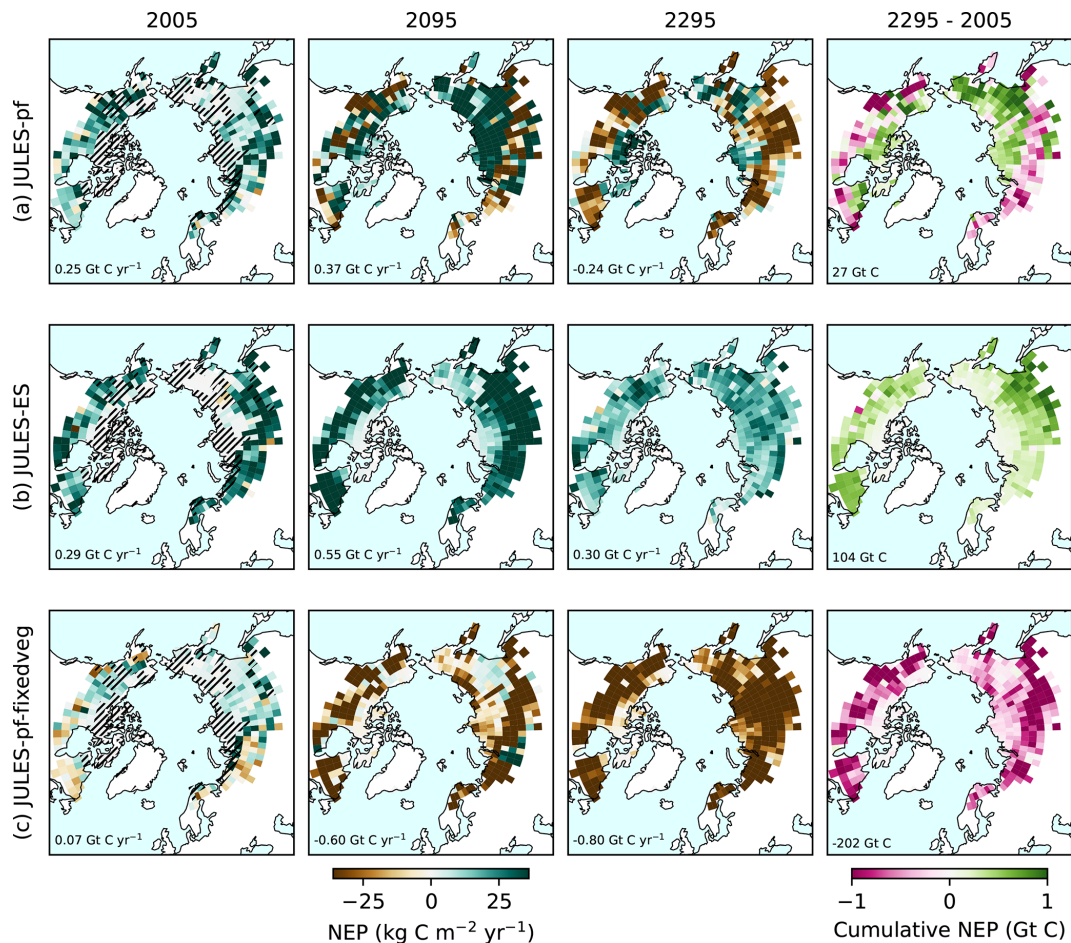 2005
2095
2295
2295 - 2005
(a) JULES-pf
0.25 Gt C yr⁻¹
0.37 Gt C yr⁻¹
-0.24 Gt C yr⁻¹
27 Gt C
(b) JULES-ES
0.29 Gt C yr⁻¹
0.55 Gt C yr⁻¹
0.30 Gt C yr⁻¹
104 Gt C
(c) JULES-pf-fixedveg
0.07 Gt C yr⁻¹
-0.60 Gt C yr⁻¹
-0.80 Gt C yr⁻¹
-202 Gt C
−25 0 25
NEP (kg C m⁻² yr⁻¹)
−1 0 1
Cumulative NEP (Gt C)